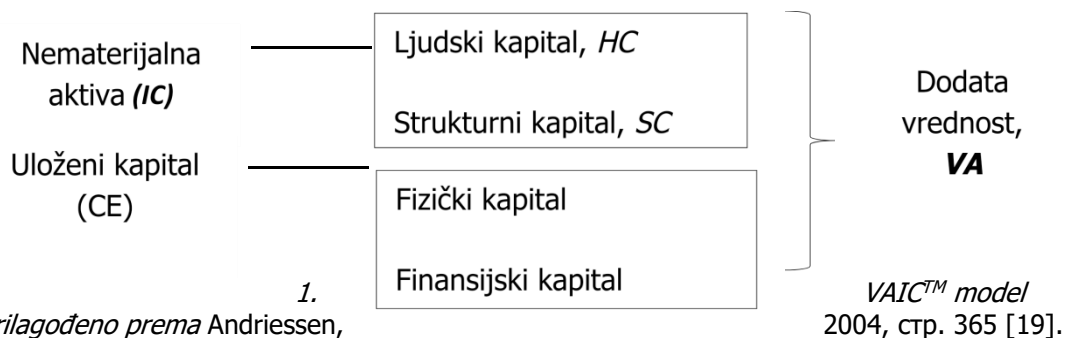 Nematerijalna
aktiva (IC)
Ljudski kapital, HC
Strukturni kapital, SC
Uloženi kapital
(CE)
Fizički kapital
Finansijski kapital
Dodata
vrednost,
VA
1. VAIC™ model
rilagođeno prema Andriessen, 2004, стр. 365 [19].